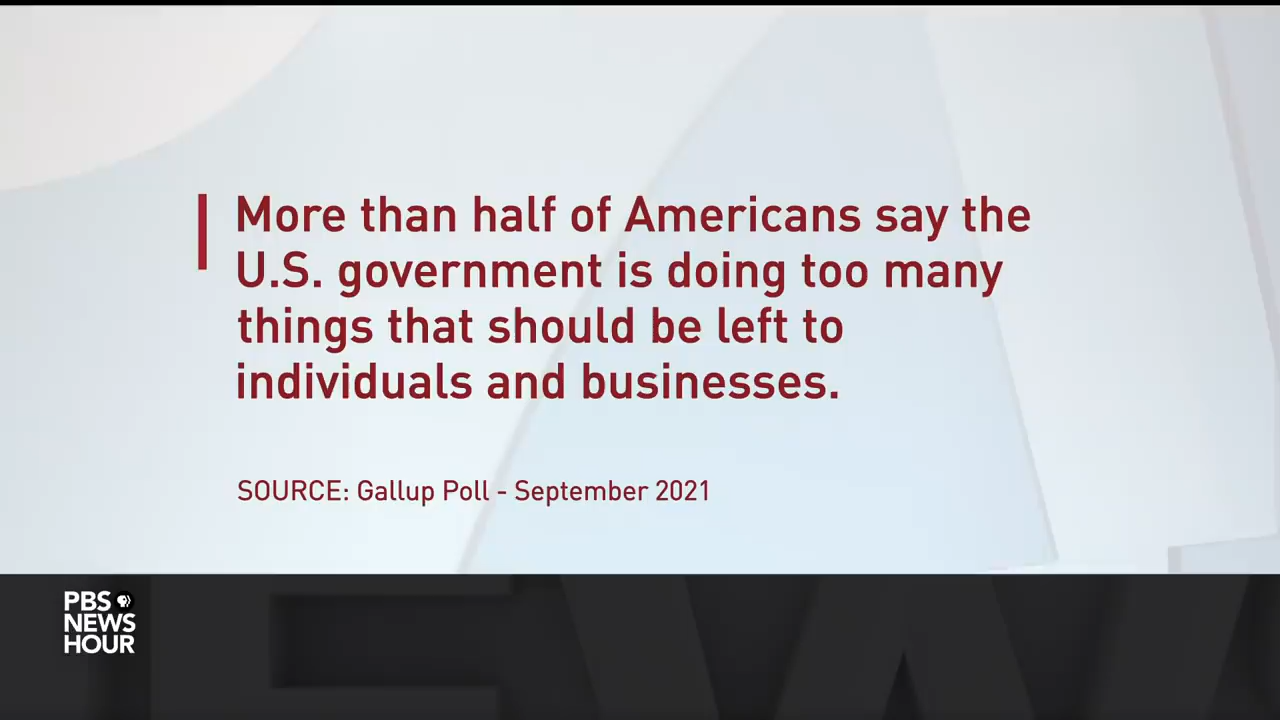 More than half of Americans say the
U.S. government is doing too many
things that should be left to
individuals and businesses.
SOURCE: Gallup Poll - September 2021
PBS
NEWS
HOUR